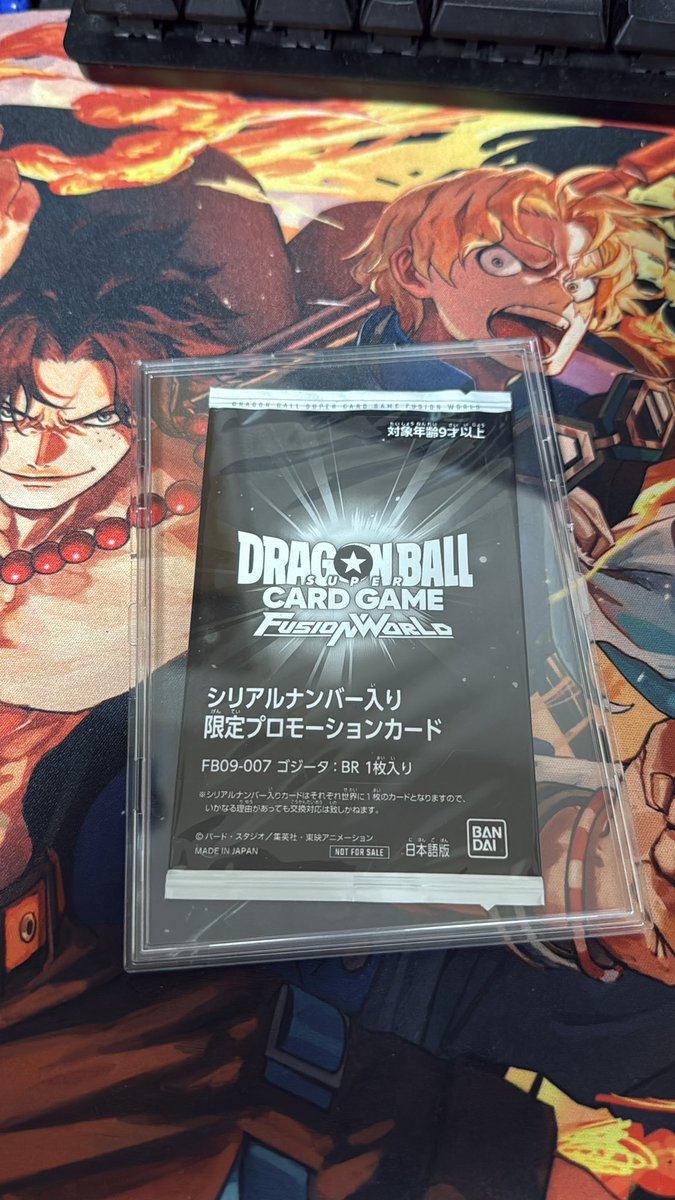 DRAGON BALL SUPER CARD GAME FUSION WORLD
対象年齢9才以上
DRAGON BALL
SUPER
CARD GAME
FUSION WORLD
シリアルナンバー入り
限定プロモーションカード
FB09-007 ゴジータ：BR 1枚入り
※シリアルナンバー入りカードはそれぞれ世界に1枚のカードとなりますので、
いかなる理由があっても交換対応は致しかねます。
©バード・スタジオ／集英社・東映アニメーション
MADE IN JAPAN
NOT FOR SALE
日本語版
BAN
DAI